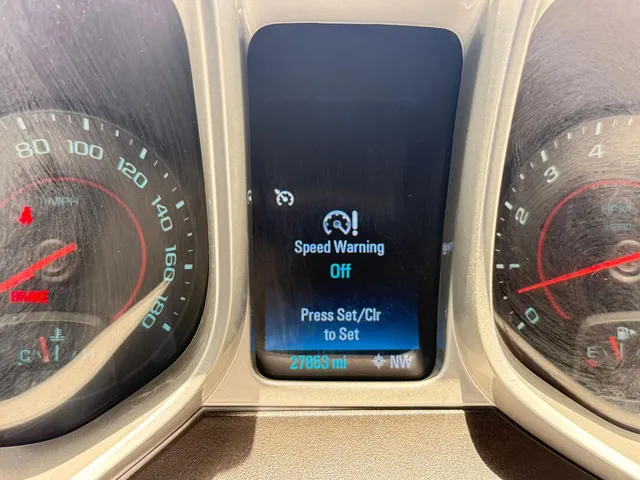 80 100 120 140 160 180
MPH
BRAKE
C
Speed Warning
Off
Press Set/Clr
to Set
27853 mi NW
0 1 2 3 4
E